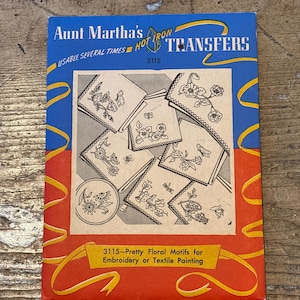 Aunt Martha's HOT IRON TRANSFERS
USABLE SEVERAL TIMES
3115
3115—Pretty Floral Motifs for
Embroidery or Textile Painting